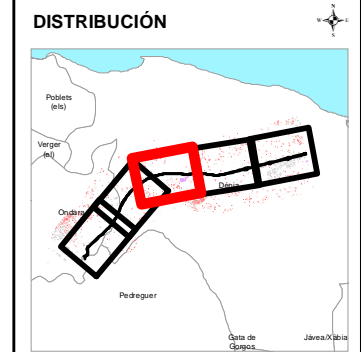 DISTRIBUCIÓN
N
W
E
S
Poblets
(els)
Verger
(el)
Ondara
Dénia
Pedreguer
Gata de
Gorgos
Jávea/Xàbia